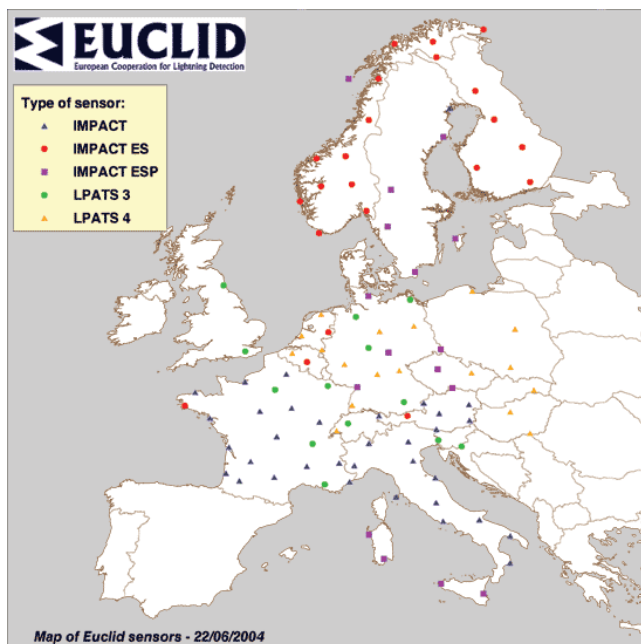 EUCLID
European Cooperation for Lightning Detection
Type of sensor:
IMPACT
IMPACT ES
IMPACT ESP
LPATS 3
LPATS 4
Map of Euclid sensors - 22/06/2004